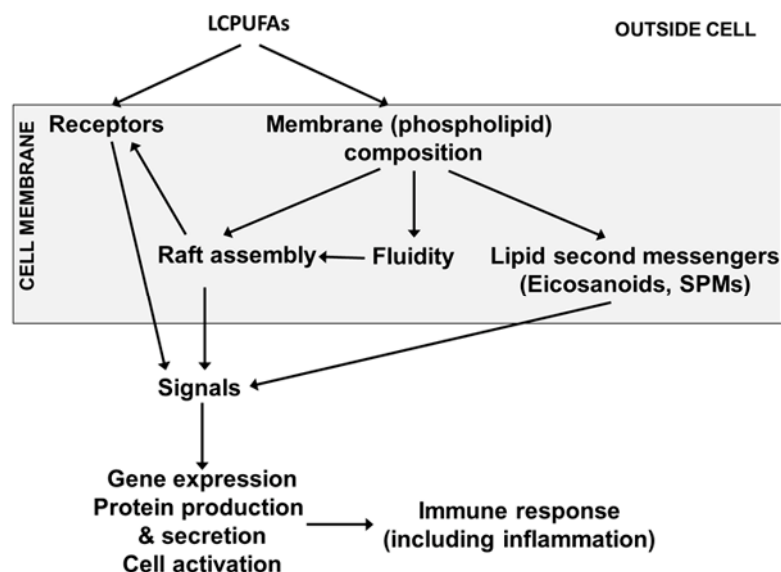 LCPUFAs
OUTSIDE CELL
CELL MEMBRANE
Receptors
Membrane (phospholipid)
composition
Raft assembly
Fluidity
Lipid second messengers
(Eicosanoids, SPMs)
Signals
Gene expression
Protein production
& secretion
Cell activation
Immune response
(including inflammation)